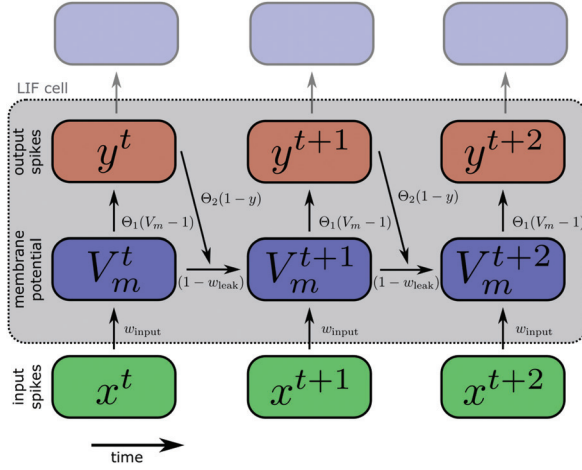 LIF cell
output spikes
y^t
y^{t+1}
y^{t+2}
Θ_2(1 − y)
Θ_2(1 − y)
Θ_1(V_m − 1)
Θ_1(V_m − 1)
Θ_1(V_m − 1)
membrane potential
V_m^t
V_m^{t+1}
V_m^{t+2}
(1 − w_leak)
(1 − w_leak)
w_input
w_input
w_input
input spikes
x^t
x^{t+1}
x^{t+2}
time